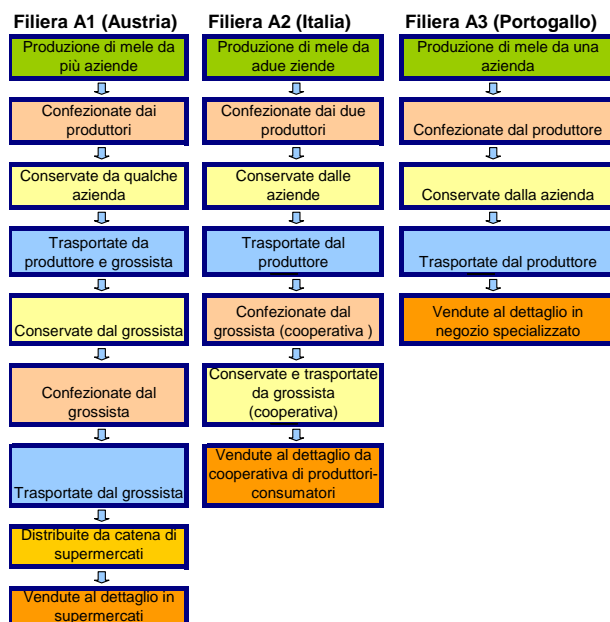 Filiera A1 (Austria)
Produzione di mele da
più aziende
Confezionate dai
produttori
Conservate da qualche
azienda
Trasportate da
produttore e grossista
Conservate dal grossista
Confezionate dal
grossista
Trasportate dal grossista
Distribuite da catena di
supermercati
Vendute al dettaglio in
supermercati
Filiera A2 (Italia)
Produzione di mele da
adue ziende
Confezionate dai due
produttori
Conservate dalle
aziende
Trasportate dal
produttore
Confezionate dal
grossista (cooperativa )
Conservate e trasportate
da grossista
(cooperativa)
Vendute al dettaglio da
cooperativa di produttori-
consumatori
Filiera A3 (Portogallo)
Produzione di mele da una
azienda
Confezionate dal produttore
Conservate dalla azienda
Trasportate dal produttore
Vendute al dettaglio in
negozio specializzato